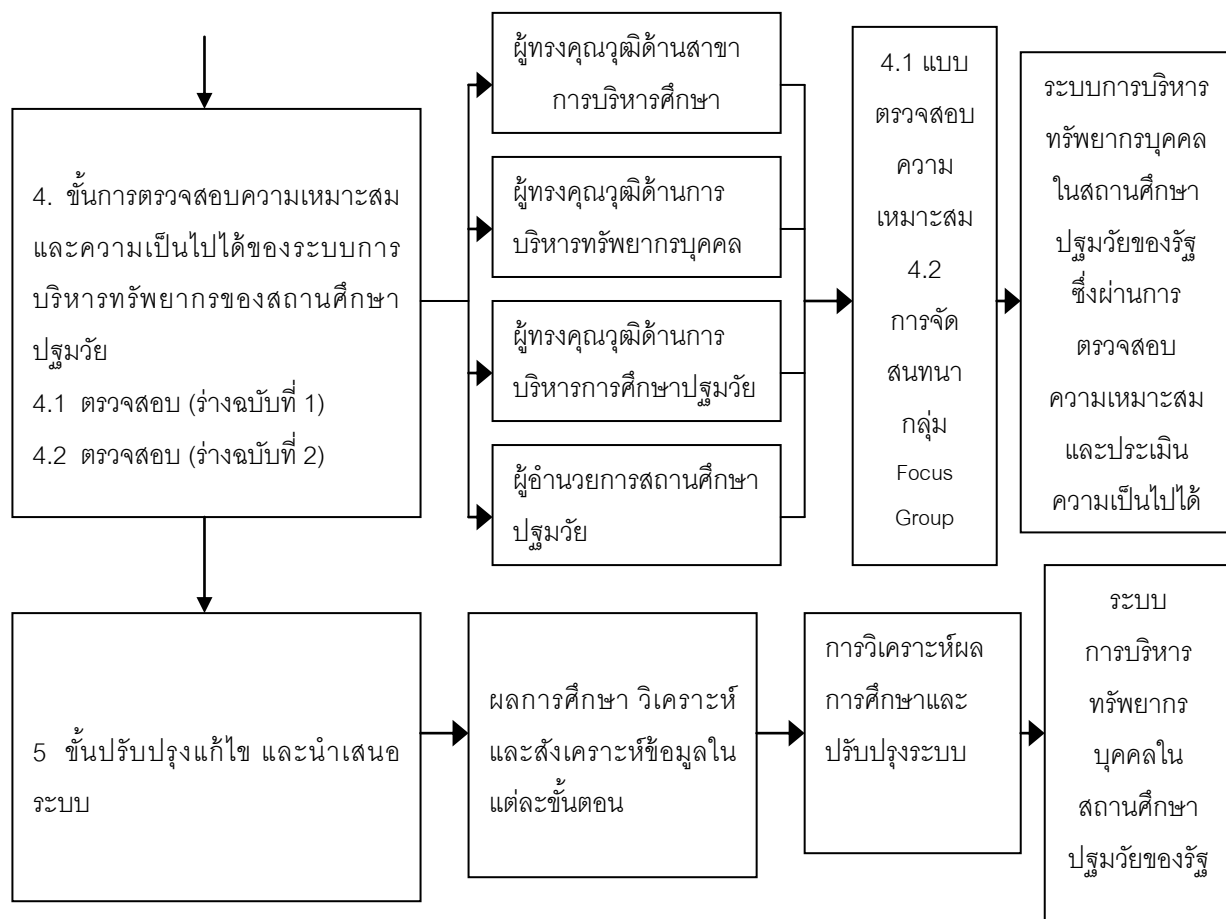 4. ขั้นการตรวจสอบความเหมาะสม
และความเป็นไปได้ของระบบการ
บริหารทรัพยากรของสถานศึกษา
ปฐมวัย
4.1 ตรวจสอบ (ร่างฉบับที่ 1)
4.2 ตรวจสอบ (ร่างฉบับที่ 2)
ผู้ทรงคุณวุฒิด้านสาขา
การบริหารศึกษา
ผู้ทรงคุณวุฒิด้านการ
บริหารทรัพยากรบุคคล
ผู้ทรงคุณวุฒิด้านการ
บริหารการศึกษาปฐมวัย
ผู้อำนวยการสถานศึกษา
ปฐมวัย
4.1 แบบ
ตรวจสอบ
ความ
เหมาะสม
4.2
การจัด
สนทนา
กลุ่ม
Focus
Group
ระบบการบริหาร
ทรัพยากรบุคคล
ในสถานศึกษา
ปฐมวัยของรัฐ
ซึ่งผ่านการ
ตรวจสอบ
ความเหมาะสม
และประเมิน
ความเป็นไปได้
5 ขั้นปรับปรุงแก้ไข และนำเสนอ
ระบบ
ผลการศึกษา วิเคราะห์
และสังเคราะห์ข้อมูลใน
แต่ละขั้นตอน
การวิเคราะห์ผล
การศึกษาและ
ปรับปรุงระบบ
ระบบ
การบริหาร
ทรัพยากร
บุคคลใน
สถานศึกษา
ปฐมวัยของรัฐ